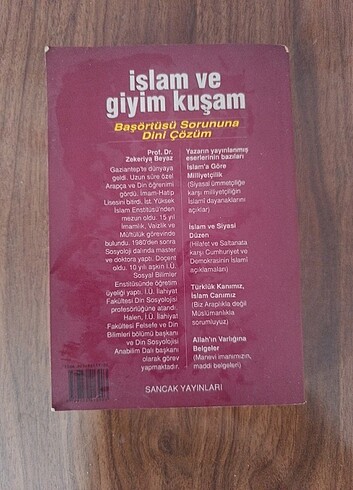 islam ve
giyim kuşam
Başörtüsü Sorununa
Dini Çözüm
Prof. Dr.
Zekeriya Beyaz
Gaziantep'te dünyaya
geldi. Uzun süre özel
Arapça ve Din öğrenimi
gördü. İmam-Hatip
Lisesini bitirdi. İst. Yüksek
İslam Enstitüsü'nden
mezun oldu. 15 yıl
İmamlık, Vaizlik ve
Müftülük görevinde
bulundu. 1980'den sonra
Sosyoloji dalında master
ve doktora yaptı. Doçent
oldu. 10 yılı aşkın İ.Ü.
Sosyal Bilimler
Enstitüsünde öğretim
üyeliği yaptı. İ.Ü. İlahiyat
Fakültesi Din Sosyolojisi
profesörlüğüne atandı.
Halen, İ.Ü. İlahiyat
Fakültesi Felsefe ve Din
Bilimleri bölümü başkanı
ve Din Sosyolojisi
Anabilim Dalı başkanı
olarak görev
yapmaktadır.
Yazarın yayınlanmış
eserlerinin bazıları
İslam'a Göre
Milliyetçilik
(Siyasal ümmetçiliğe
karşı milliyetçiliğin
İslami dayanaklarının
açıklar)
İslam ve Siyasi
Düzen
(Hilafet ve Saltanata
karşı Cumhuriyet ve
Demokrasinin İslami
açıklamaları)
Türklük Kanımız,
İslam Canımız
(Biz Araplıkla değil
Müslümanlıkla
sorumluyuz)
Allah'ın Varlığına
Belgeler
(Manevi imanımızın,
maddi belgeleri)
SANCAK YAYINLARI